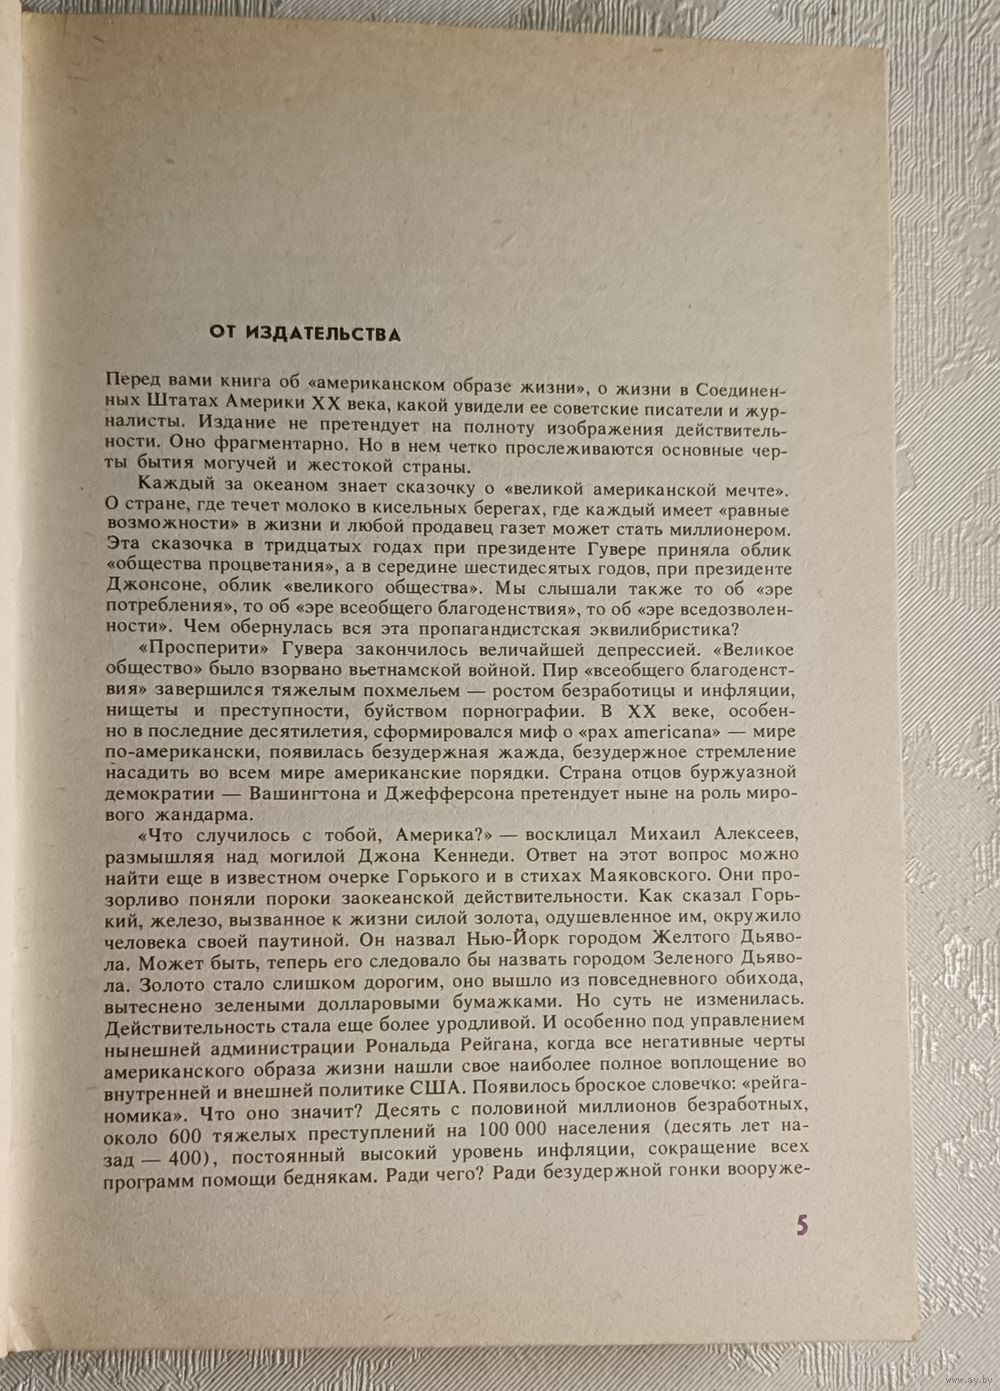 ОТ ИЗДАТЕЛЬСТВА
Перед вами книга об «американском образе жизни», о жизни в Соединен-
ных Штатах Америки XX века, какой увидели ее советские писатели и жур-
налисты. Издание не претендует на полноту изображения действитель-
ности. Оно фрагментарно. Но в нем четко прослеживаются основные чер-
ты бытия могучей и жестокой страны.
Каждый за океаном знает сказочку о «великой американской мечте».
О стране, где течет молоко в кисельных берегах, где каждый имеет «равные
возможности» в жизни и любой продавец газет может стать миллионером.
Эта сказочка в тридцатых годах при президенте Гувере приняла облик
«общества процветания», а в середине шестидесятых годов, при президенте
Джонсоне, облик «великого общества». Мы слышали также то об «эре
потребления», то об «эре всеобщего благоденствия», то об «эре вседозволен-
ности». Чем обернулась вся эта пропагандистская эквилибристика?
«Просперити» Гувера закончилось величайшей депрессией. «Великое
общество» было взорвано вьетнамской войной. Пир «всеобщего благоденст-
вия» завершился тяжелым похмельем — ростом безработицы и инфляции,
нищеты и преступности, буйством порнографии. В XX веке, особен-
но в последние десятилетия, сформировался миф о «pax americana» — мире
по-американски, появилась безудержная жажда, безудержное стремление
насадить во всем мире американские порядки. Страна отцов буржуазной
демократии — Вашингтона и Джефферсона претендует ныне на роль миро-
вого жандарма.
«Что случилось с тобой, Америка?» — восклицал Михаил Алексеев,
размышляя над могилой Джона Кеннеди. Ответ на этот вопрос можно
найти еще в известном очерке Горького и в стихах Маяковского. Они про-
зорливо поняли пороки заокеанской действительности. Как сказал Горь-
кий, железо, вызванное к жизни силой золота, одушевленное им, окружило
человека своей паутиной. Он назвал Нью-Йорк городом Желтого Дьяво-
ла. Может быть, теперь его следовало бы назвать городом Зеленого Дьяво-
ла. Золото стало слишком дорогим, оно вышло из повседневного обихода,
вытеснено зелеными долларовыми бумажками. Но суть не изменилась.
Действительность стала еще более уродливой. И особенно под управлением
нынешней администрации Рональда Рейгана, когда все негативные черты
американского образа жизни нашли свое наиболее полное воплощение во
внутренней и внешней политике США. Появилось броское словечко: «рейга-
номика». Что оно значит? Десять с половиной миллионов безработных,
около 600 тяжелых преступлений на 100 000 населения (десять лет на-
зад — 400), постоянный высокий уровень инфляции, сокращение всех
программ помощи беднякам. Ради чего? Ради безудержной гонки вооруже-
5
www.ay.by